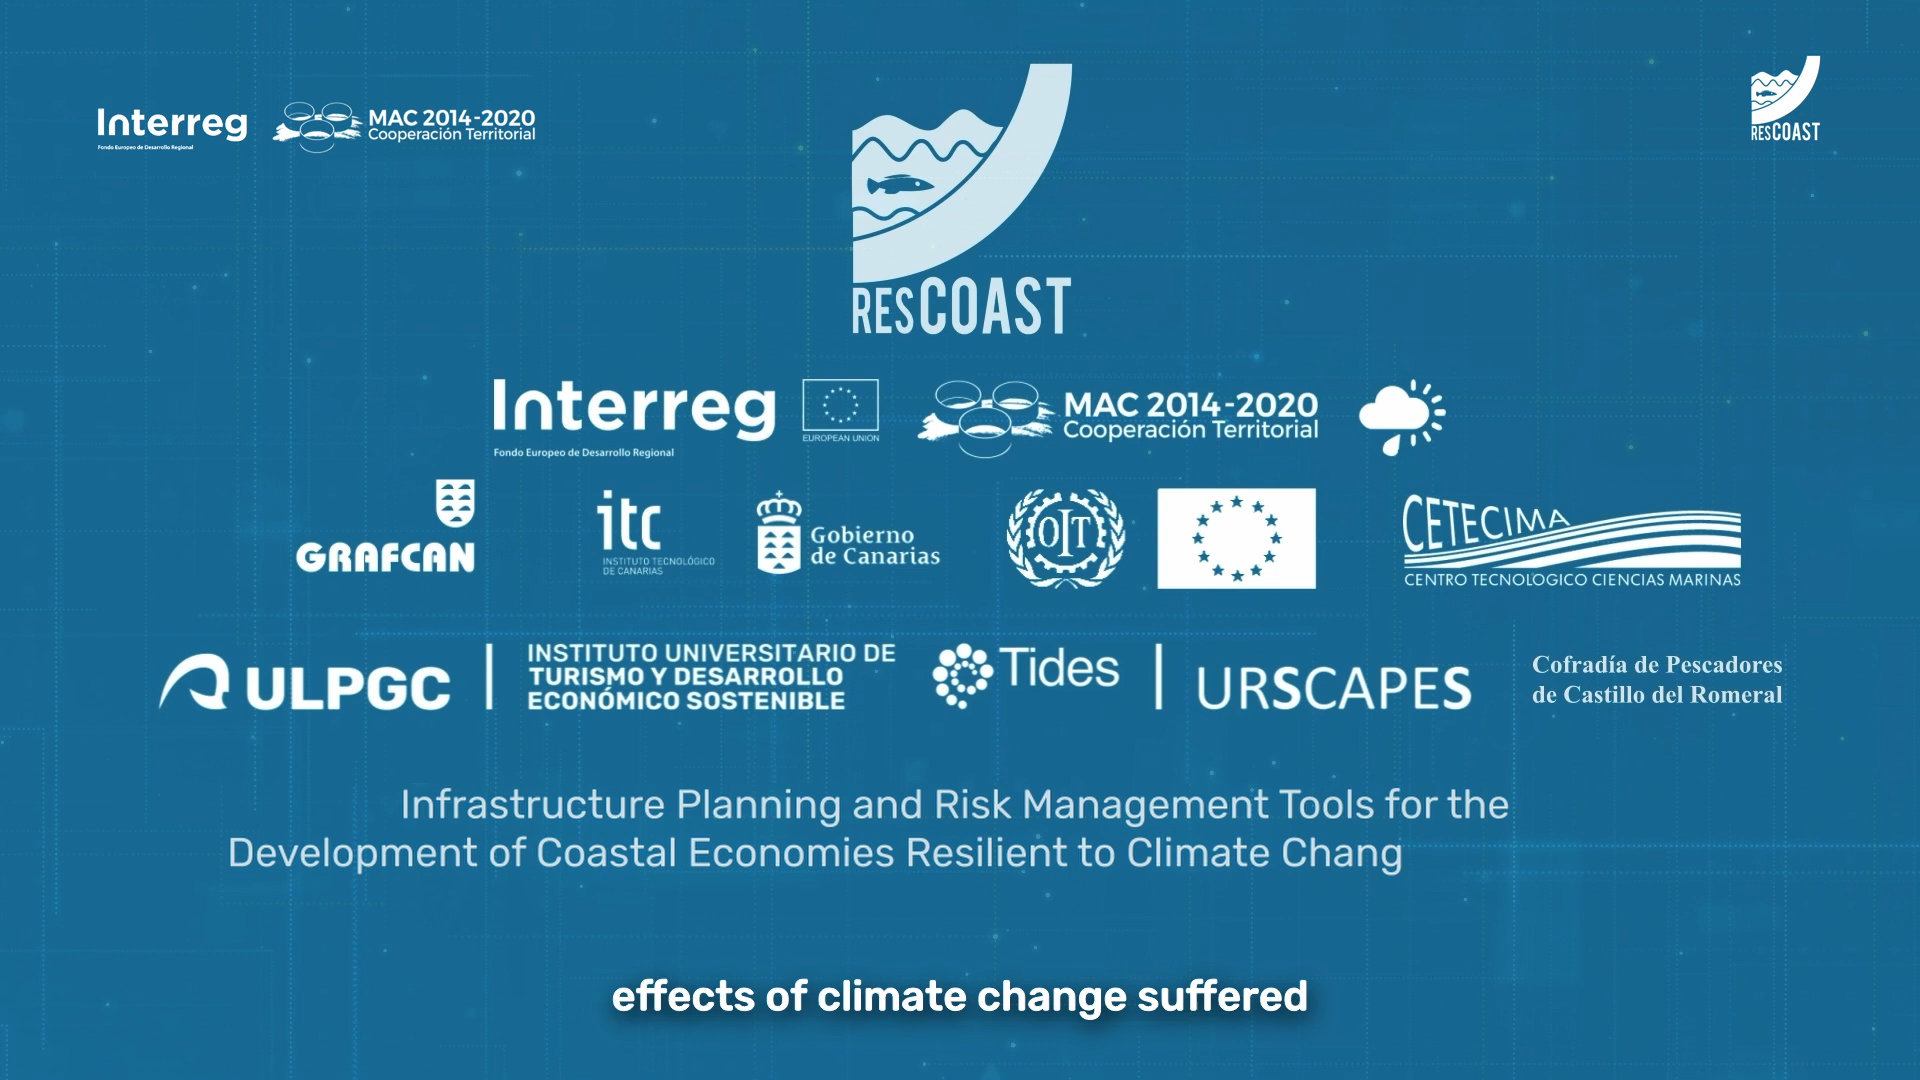 Interreg
Fondo Europeo de Desarrollo Regional
MAC 2014-2020
Cooperación Territorial
RESCOAST
RESCOAST
Interreg
Fondo Europeo de Desarrollo Regional
EUROPEAN UNION
MAC 2014-2020
Cooperación Territorial
GRAFCAN
itc
INSTITUTO TECNOLÓGICO
DE CANARIAS
Gobierno
de Canarias
OIT
CETECIMA
CENTRO TECNOLÓGICO CIENCIAS MARINAS
ULPGC
INSTITUTO UNIVERSITARIO DE
TURISMO Y DESARROLLO
ECONÓMICO SOSTENIBLE
Tides
URSCAPES
Cofradía de Pescadores
de Castillo del Romeral
Infrastructure Planning and Risk Management Tools for the
Development of Coastal Economies Resilient to Climate Chang
effects of climate change suffered